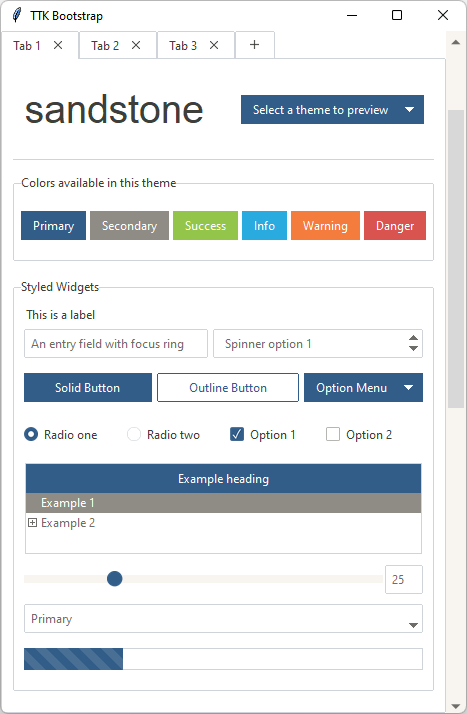 TTK Bootstrap
Tab 1 Tab 2 Tab 3
sandstone Select a theme to preview
Colors available in this theme
Primary Secondary Success Info Warning Danger
Styled Widgets
This is a label
An entry field with focus ring Spinner option 1
Solid Button Outline Button Option Menu
Radio one Radio two Option 1 Option 2
Example heading
Example 1
Example 2
25
Primary